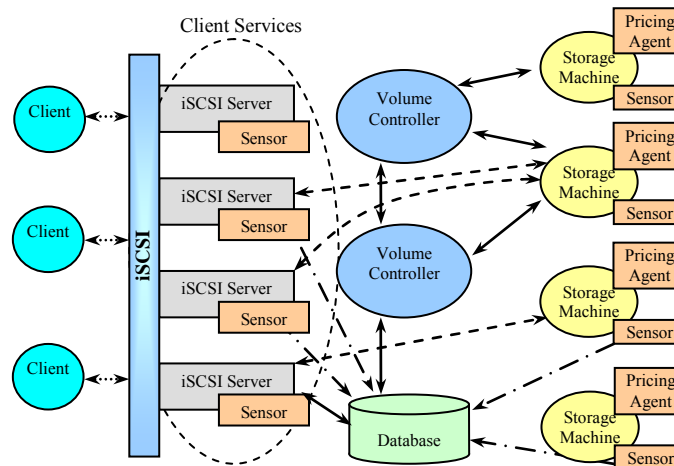 Client Services
Pricing
Agent
Storage
Machine
Sensor
Client
iSCSI Server
Sensor
Volume
Controller
Pricing
Agent
Storage
Machine
Sensor
iSCSI
Client
iSCSI Server
Sensor
Volume
Controller
Pricing
Agent
Storage
Machine
Sensor
iSCSI Server
Sensor
Client
iSCSI Server
Sensor
Database
Pricing
Agent
Storage
Machine
Sensor